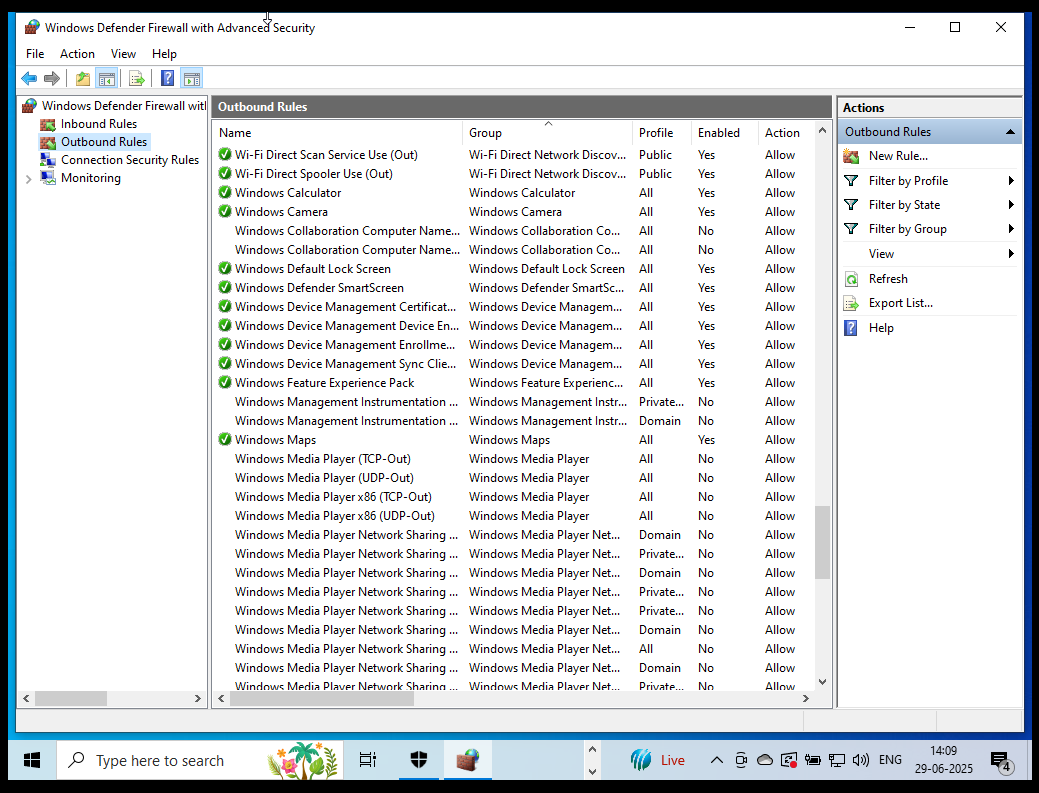 Windows Defender Firewall with Advanced Security
File Action View Help
Windows Defender Firewall witl
Inbound Rules
Outbound Rules
Connection Security Rules
Monitoring
Outbound Rules
Name Group Profile Enabled Action
Wi-Fi Direct Scan Service Use (Out) Wi-Fi Direct Network Discov... Public Yes Allow
Wi-Fi Direct Spooler Use (Out) Wi-Fi Direct Network Discov... Public Yes Allow
Windows Calculator Windows Calculator All Yes Allow
Windows Camera Windows Camera All Yes Allow
Windows Collaboration Computer Name... Windows Collaboration Co... All No Allow
Windows Collaboration Computer Name... Windows Collaboration Co... All No Allow
Windows Default Lock Screen Windows Default Lock Screen All Yes Allow
Windows Defender SmartScreen Windows Defender SmartSc... All Yes Allow
Windows Device Management Certificat... Windows Device Managem... All Yes Allow
Windows Device Management Device En... Windows Device Managem... All Yes Allow
Windows Device Management Enrollme... Windows Device Managem... All Yes Allow
Windows Device Management Sync Clie... Windows Device Managem... All Yes Allow
Windows Feature Experience Pack Windows Feature Experienc... All Yes Allow
Windows Management Instrumentation ... Windows Management Instr... Private... No Allow
Windows Management Instrumentation ... Windows Management Instr... Domain No Allow
Windows Maps Windows Maps All Yes Allow
Windows Media Player (TCP-Out) Windows Media Player All No Allow
Windows Media Player (UDP-Out) Windows Media Player All No Allow
Windows Media Player x86 (TCP-Out) Windows Media Player All No Allow
Windows Media Player x86 (UDP-Out) Windows Media Player All No Allow
Windows Media Player Network Sharing ... Windows Media Player Net... Domain No Allow
Windows Media Player Network Sharing ... Windows Media Player Net... Private... No Allow
Windows Media Player Network Sharing ... Windows Media Player Net... Domain No Allow
Windows Media Player Network Sharing ... Windows Media Player Net... Private... No Allow
Windows Media Player Network Sharing ... Windows Media Player Net... Private... No Allow
Windows Media Player Network Sharing ... Windows Media Player Net... Domain No Allow
Windows Media Player Network Sharing ... Windows Media Player Net... All No Allow
Windows Media Player Network Sharing ... Windows Media Player Net... Domain No Allow
Windows Media Player Network Sharing ... Windows Media Player Net... Private... No Allow
Actions
Outbound Rules
New Rule...
Filter by Profile
Filter by State
Filter by Group
View
Refresh
Export List...
Help
Type here to search
Live
ENG
14:09
29-06-2025
4